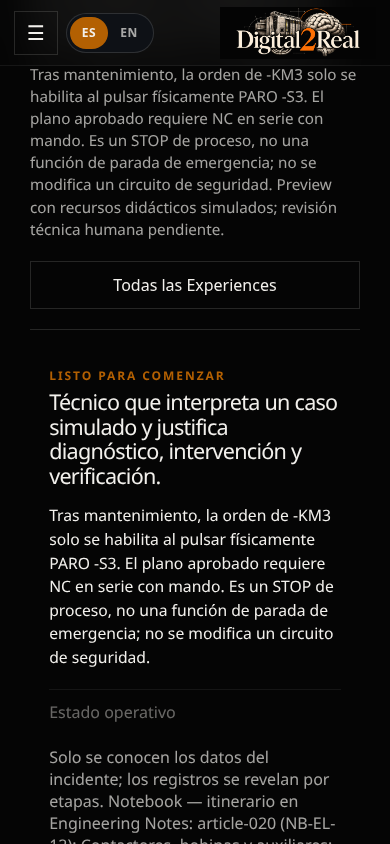 ☰
ES EN
Digital2Real
Tras mantenimiento, la orden de -KM3 solo se
habilita al pulsar físicamente PARO -S3. El
plano aprobado requiere NC en serie con
mando. Es un STOP de proceso, no una
función de parada de emergencia; no se
modifica un circuito de seguridad. Preview
con recursos didácticos simulados; revisión
técnica humana pendiente.
Todas las Experiences
LISTO PARA COMENZAR
Técnico que interpreta un caso
simulado y justifica
diagnóstico, intervención y
verificación.
Tras mantenimiento, la orden de -KM3
solo se habilita al pulsar físicamente
PARO -S3. El plano aprobado requiere
NC en serie con mando. Es un STOP de
proceso, no una función de parada de
emergencia; no se modifica un circuito
de seguridad.
Estado operativo
Solo se conocen los datos del
incidente; los registros se revelan por
etapas. Notebook — itinerario en
Engineering Notes: article-020 (NB-EL-
12): Contactores, bobinas y auxiliares;